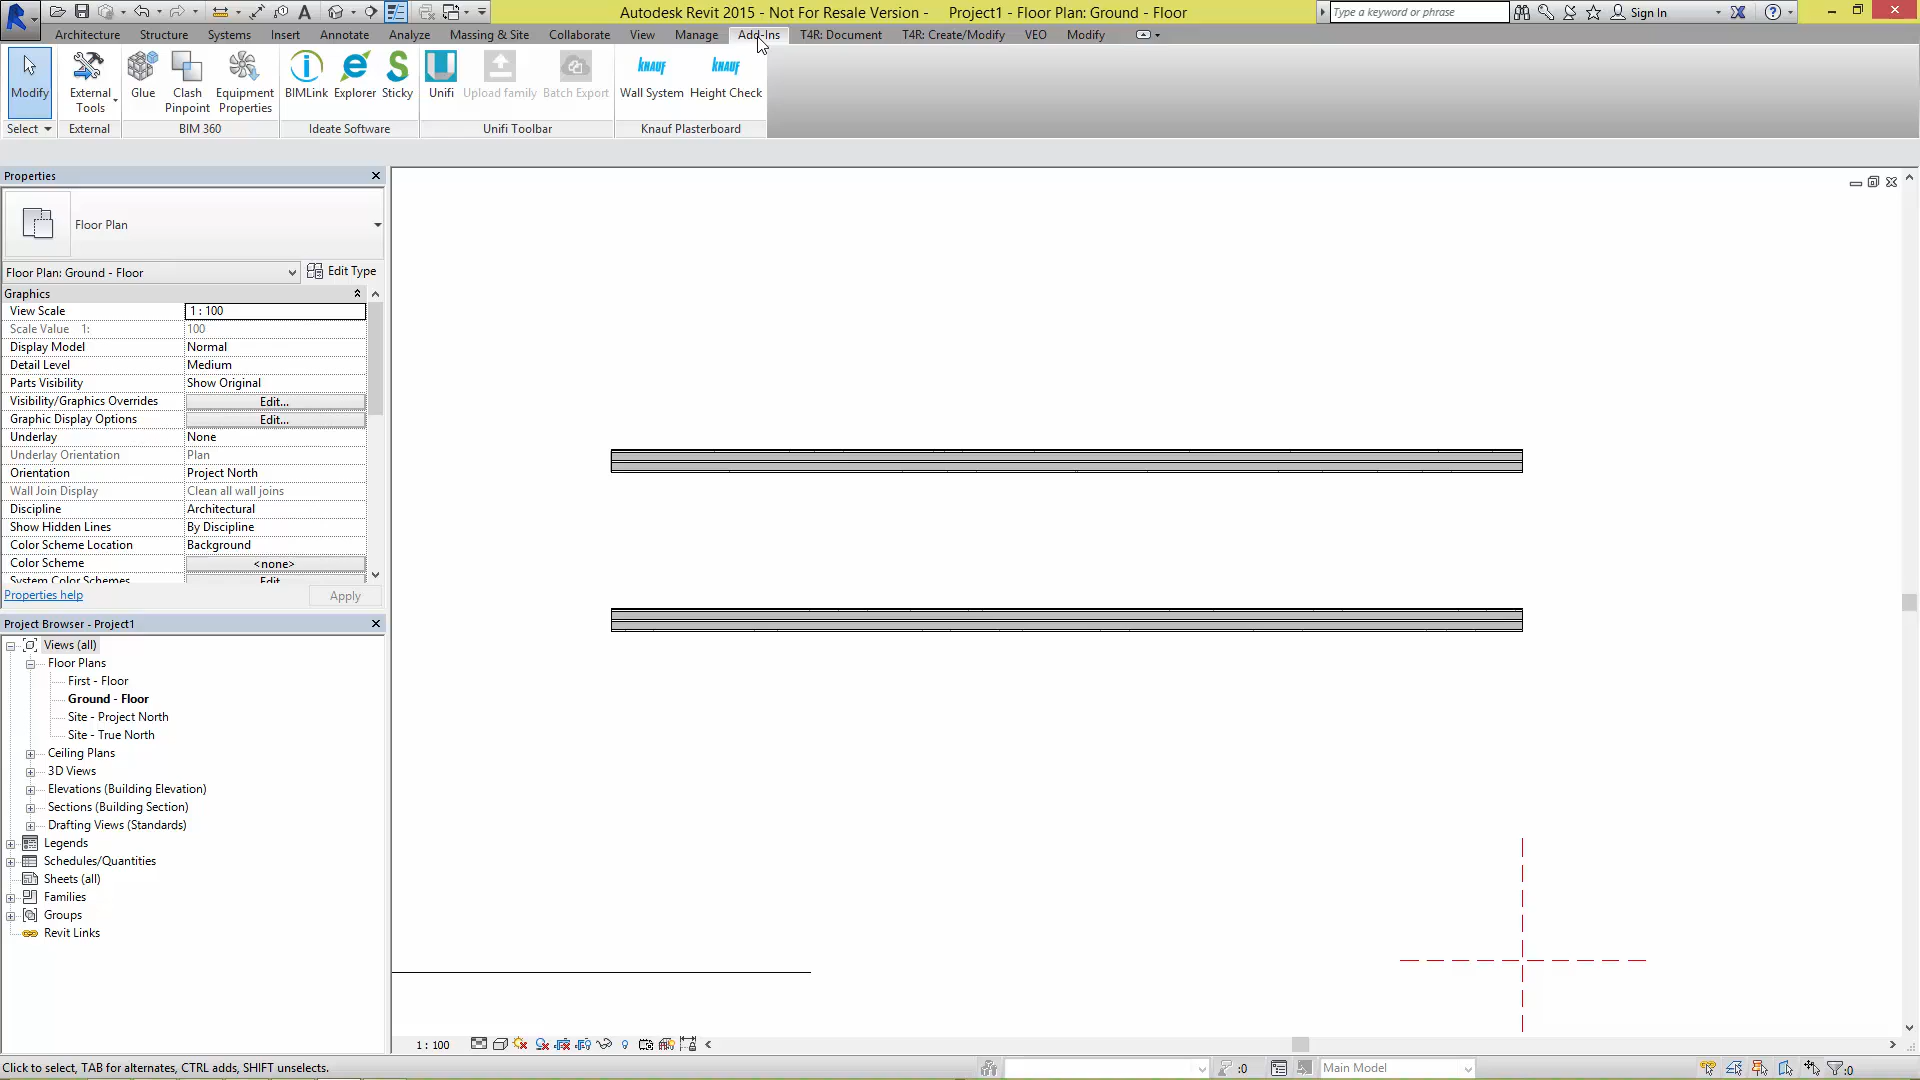 Autodesk Revit 2015 - Not For Resale Version - Project1 - Floor Plan: Ground - Floor
Type a keyword or phrase
Sign In
Architecture Structure Systems Insert Annotate Analyze Massing & Site Collaborate View Manage Add-Ins T4R: Document T4R: Create/Modify VEO Modify
Modify
External Tools
Glue
Clash Pinpoint
Equipment Properties
BIMLink
Explorer
Sticky
Unifi
Upload family
Batch Export
knauf
Wall System
knauf
Height Check
Select
External
BIM 360
Ideate Software
Unifi Toolbar
Knauf Plasterboard
Properties
Floor Plan
Floor Plan: Ground - Floor
Edit Type
Graphics
View Scale 1 : 100
Scale Value 1: 100
Display Model Normal
Detail Level Medium
Parts Visibility Show Original
Visibility/Graphics Overrides Edit...
Graphic Display Options Edit...
Underlay None
Underlay Orientation Plan
Orientation Project North
Wall Join Display Clean all wall joins
Discipline Architectural
Show Hidden Lines By Discipline
Color Scheme Location Background
Color Scheme <none>
System Color Schemes Edit
Properties help
Apply
Project Browser - Project1
Views (all)
Floor Plans
First - Floor
Ground - Floor
Site - Project North
Site - True North
Ceiling Plans
3D Views
Elevations (Building Elevation)
Sections (Building Section)
Drafting Views (Standards)
Legends
Schedules/Quantities
Sheets (all)
Families
Groups
Revit Links
1 : 100
Click to select, TAB for alternates, CTRL adds, SHIFT unselects.
:0
Main Model
:0